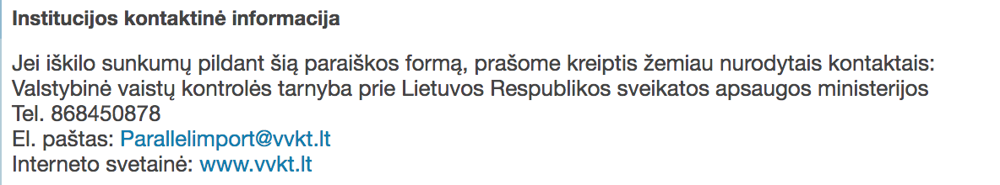 Institucijos kontaktinė informacija
Jei iškilo sunkumų pildant šią paraiškos formą, prašome kreiptis žemiau nurodytais kontaktais:
Valstybinė vaistų kontrolės tarnyba prie Lietuvos Respublikos sveikatos apsaugos ministerijos
Tel. 868450878
El. paštas: Parallelimport@vvkt.lt
Interneto svetainė: www.vvkt.lt